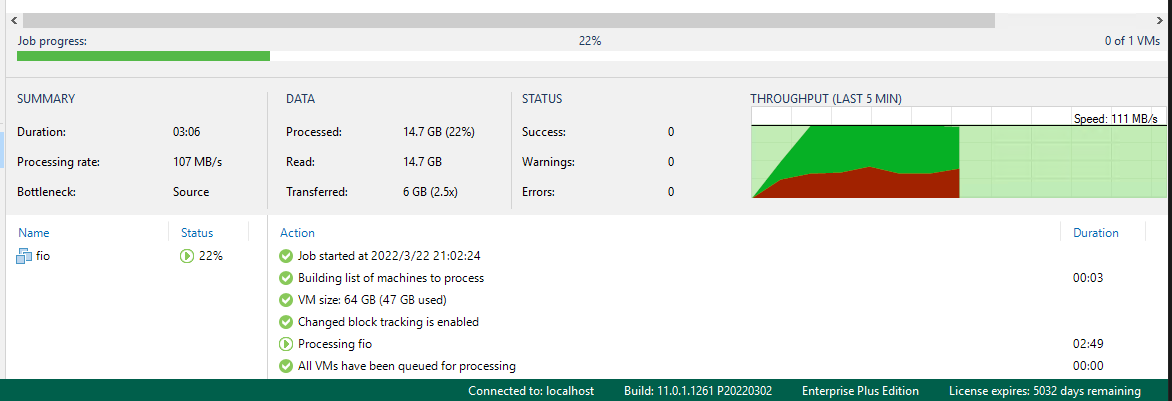 Job progress: 22% 0 of 1 VMs
SUMMARY DATA STATUS THROUGHPUT (LAST 5 MIN)
Speed: 111 MB/s
Duration: 03:06 Processed: 14.7 GB (22%) Success: 0
Processing rate: 107 MB/s Read: 14.7 GB Warnings: 0
Bottleneck: Source Transferred: 6 GB (2.5x) Errors: 0
Name Status Action Duration
fio 22% Job started at 2022/3/22 21:02:24
Building list of machines to process 00:03
VM size: 64 GB (47 GB used)
Changed block tracking is enabled
Processing fio 02:49
All VMs have been queued for processing 00:00
Connected to: localhost Build: 11.0.1.1261 P20220302 Enterprise Plus Edition License expires: 5032 days remaining